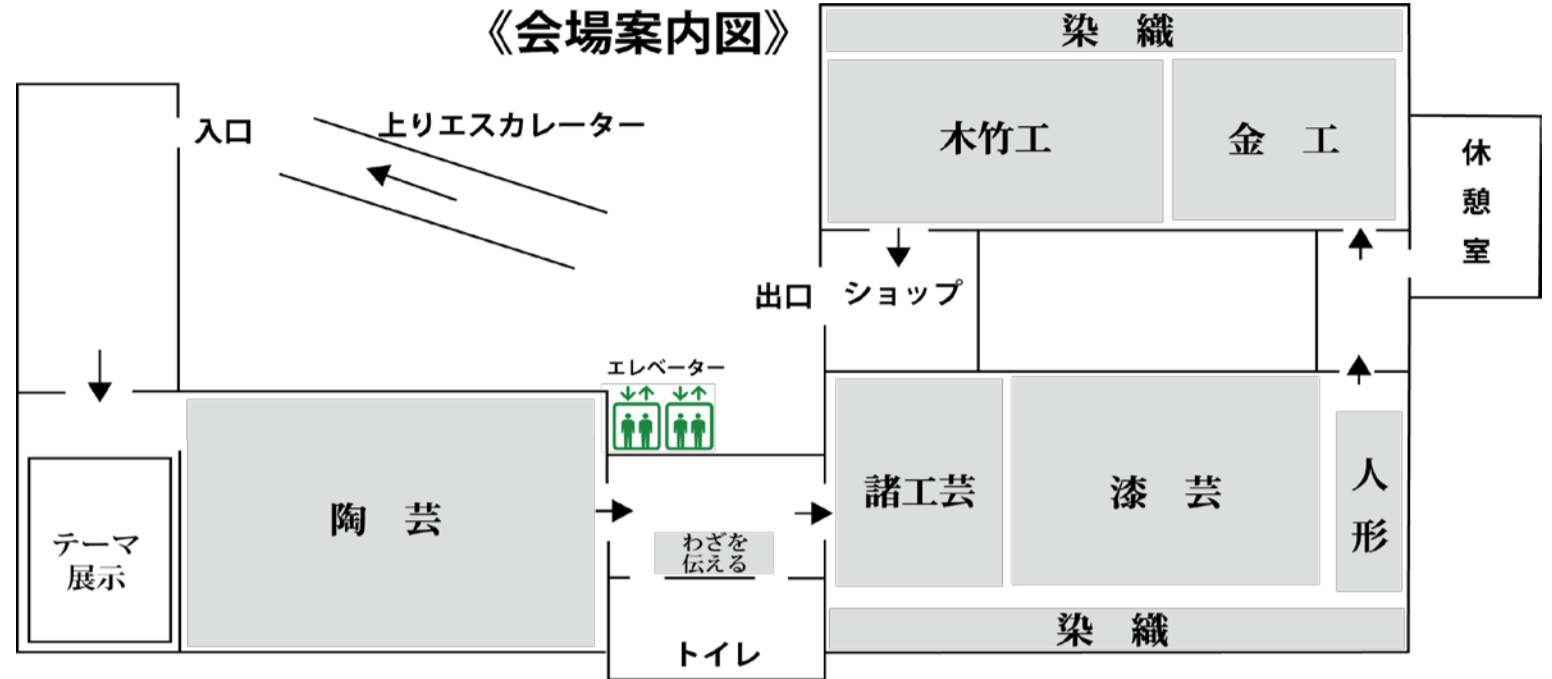 《会場案内図》
入口
上りエスカレーター
染　織
木竹工
金　工
休憩室
出口
ショップ
エレベーター
テーマ
展示
陶　芸
わざを
伝える
トイレ
諸工芸
漆　芸
人形
染　織